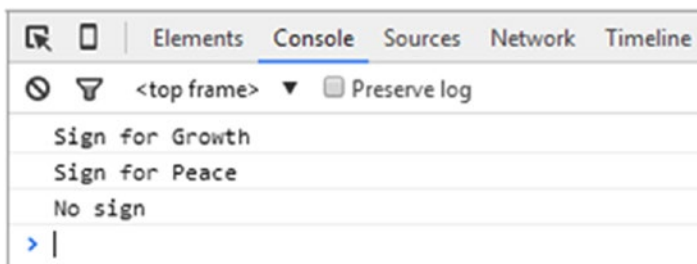 Elements Console Sources Network Timeline
<top frame> ▼ Preserve log
Sign for Growth
Sign for Peace
No sign
>